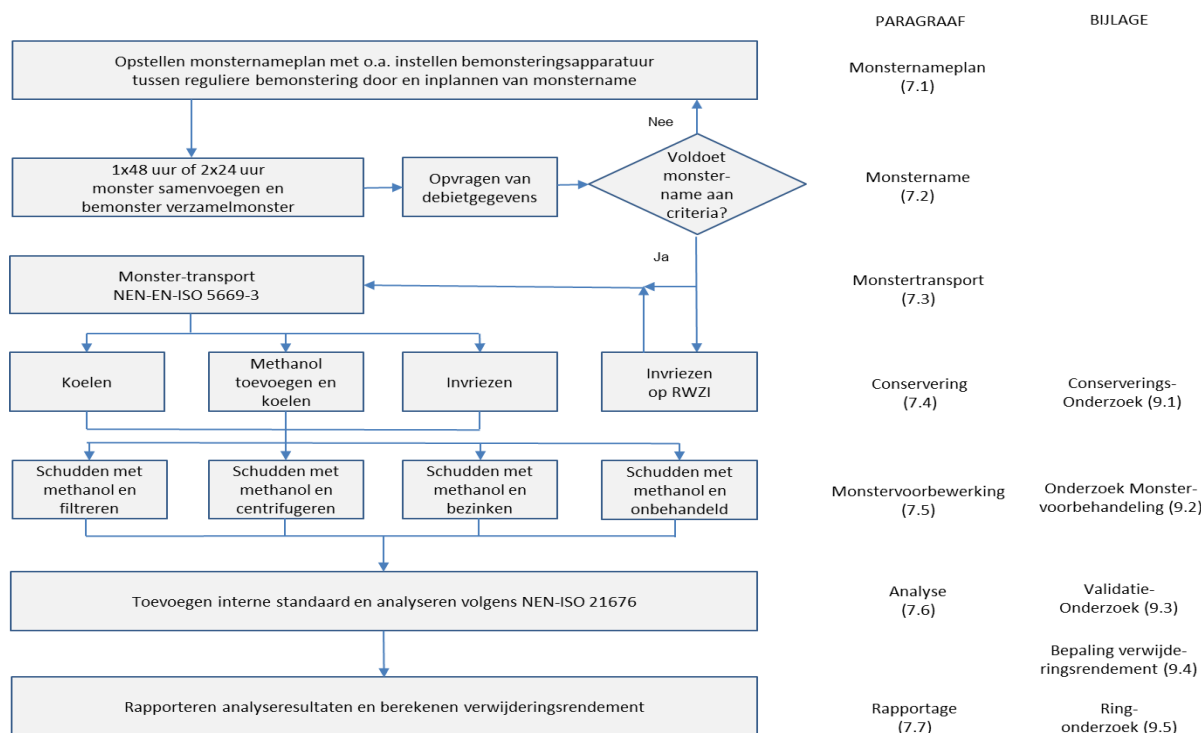 PARAGRAAF
BIJLAGE
Opstellen monsternameplan met o.a. instellen bemonsteringsapparatuur
tussen reguliere bemonstering door en inplannen van monstername
Monsternameplan
(7.1)
Nee
1x48 uur of 2x24 uur
monster samenvoegen en
bemonster verzamelmonster
Opvragen van
debietgegevens
Voldoet
monster-
name aan
criteria?
Monstername
(7.2)
Ja
Monster-transport
NEN-EN-ISO 5669-3
Monstertransport
(7.3)
Koelen
Methanol
toevoegen en
koelen
Invriezen
Invriezen
op RWZI
Conservering
(7.4)
Conserverings-
Onderzoek (9.1)
Schudden met
methanol en
filtreren
Schudden met
methanol en
centrifugeren
Schudden met
methanol en
bezinken
Schudden met
methanol en
onbehandeld
Monstervoorbewerking
(7.5)
Onderzoek Monster-
voorbehandeling (9.2)
Toevoegen interne standaard en analyseren volgens NEN-ISO 21676
Analyse
(7.6)
Validatie-
Onderzoek (9.3)
Bepaling verwijde-
ringsrendement (9.4)
Rapporteren analyseresultaten en berekenen verwijderingsrendement
Rapportage
(7.7)
Ring-
onderzoek (9.5)